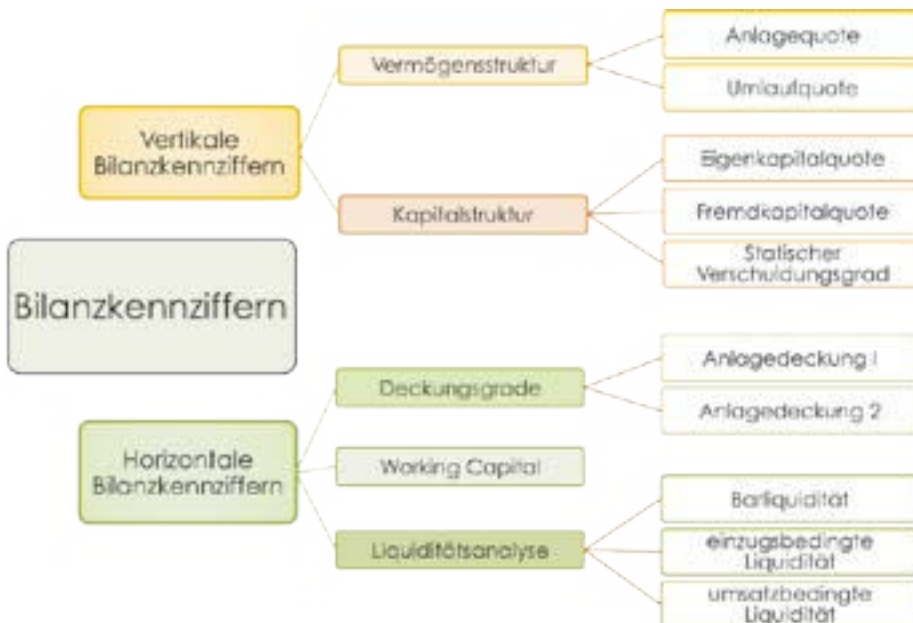 Vermögensstruktur
Anlagequote
Umlaufquote
Vertikale
Bilanzkennziffern
Eigenkapitalquote
Kapitalstruktur
Fremdkapitalquote
Statischer
Verschuldungsgrad
Bilanzkennziffern
Deckungsgrade
Anlagedeckung 1
Anlagedeckung 2
Horizontale
Bilanzkennziffern
Working Capital
Liquiditätsanalyse
Barliquidität
einzugsbedingte
Liquidität
umsatzbedingte
Liquidität